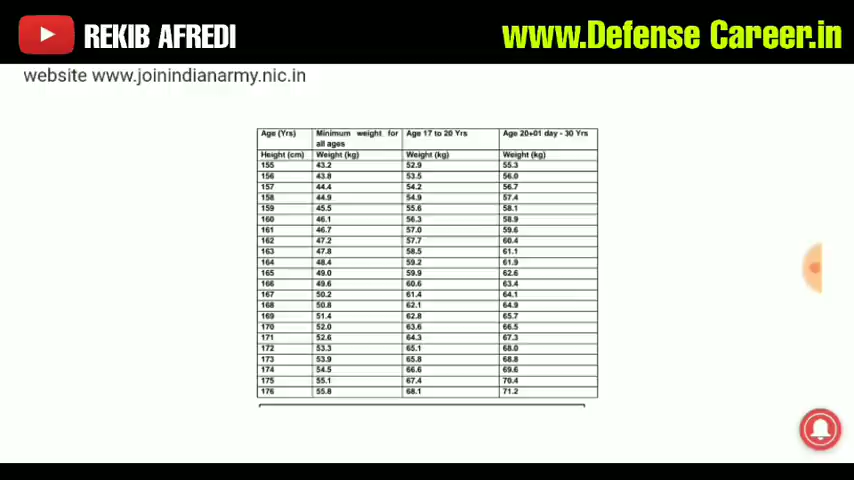 REKIB AFREDI
www.Defense Career.in
website www.joinindianarmy.nic.in
Age (Yrs) Minimum weight for all ages Age 17 to 20 Yrs Age 20+01 day - 30 Yrs
Height (cm) Weight (kg) Weight (kg) Weight (kg)
155 43.2 52.9 55.3
156 43.8 53.5 56.0
157 44.4 54.2 56.7
158 44.9 54.9 57.4
159 45.5 55.6 58.1
160 46.1 56.3 58.9
161 46.7 57.0 59.6
162 47.2 57.7 60.4
163 47.8 58.5 61.1
164 48.4 59.2 61.9
165 49.0 59.9 62.6
166 49.6 60.6 63.4
167 50.2 61.4 64.1
168 50.8 62.1 64.9
169 51.4 62.8 65.7
170 52.0 63.6 66.5
171 52.6 64.3 67.3
172 53.3 65.1 68.0
173 53.9 65.8 68.8
174 54.5 66.6 69.6
175 55.1 67.4 70.4
176 55.8 68.1 71.2